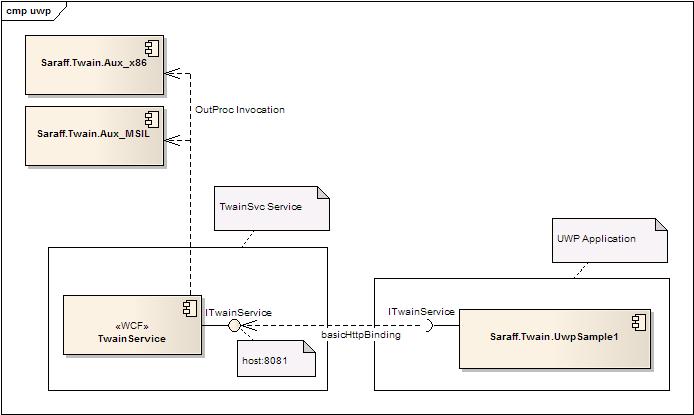 cmp uwp
Saraff.Twain.Aux_x86
OutProc Invocation
Saraff.Twain.Aux_MSIL
TwainSvc Service
UWP Application
«WCF»
TwainService
ITwainService
host:8081
basicHttpBinding
ITwainService
Saraff.Twain.UwpSample1